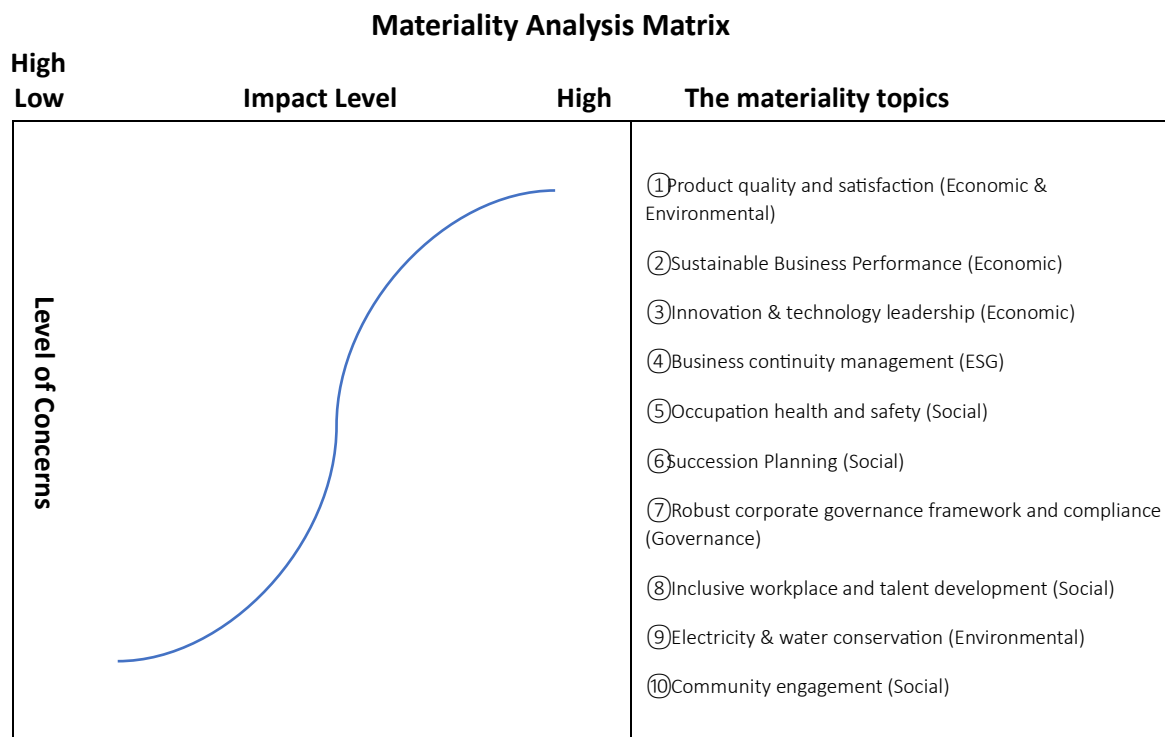 Materiality Analysis Matrix
High
Low Impact Level High The materiality topics
Level of Concerns
①Product quality and satisfaction (Economic &
Environmental)
②Sustainable Business Performance (Economic)
③Innovation & technology leadership (Economic)
④Business continuity management (ESG)
⑤Occupation health and safety (Social)
⑥Succession Planning (Social)
⑦Robust corporate governance framework and compliance
(Governance)
⑧Inclusive workplace and talent development (Social)
⑨Electricity & water conservation (Environmental)
⑩Community engagement (Social)